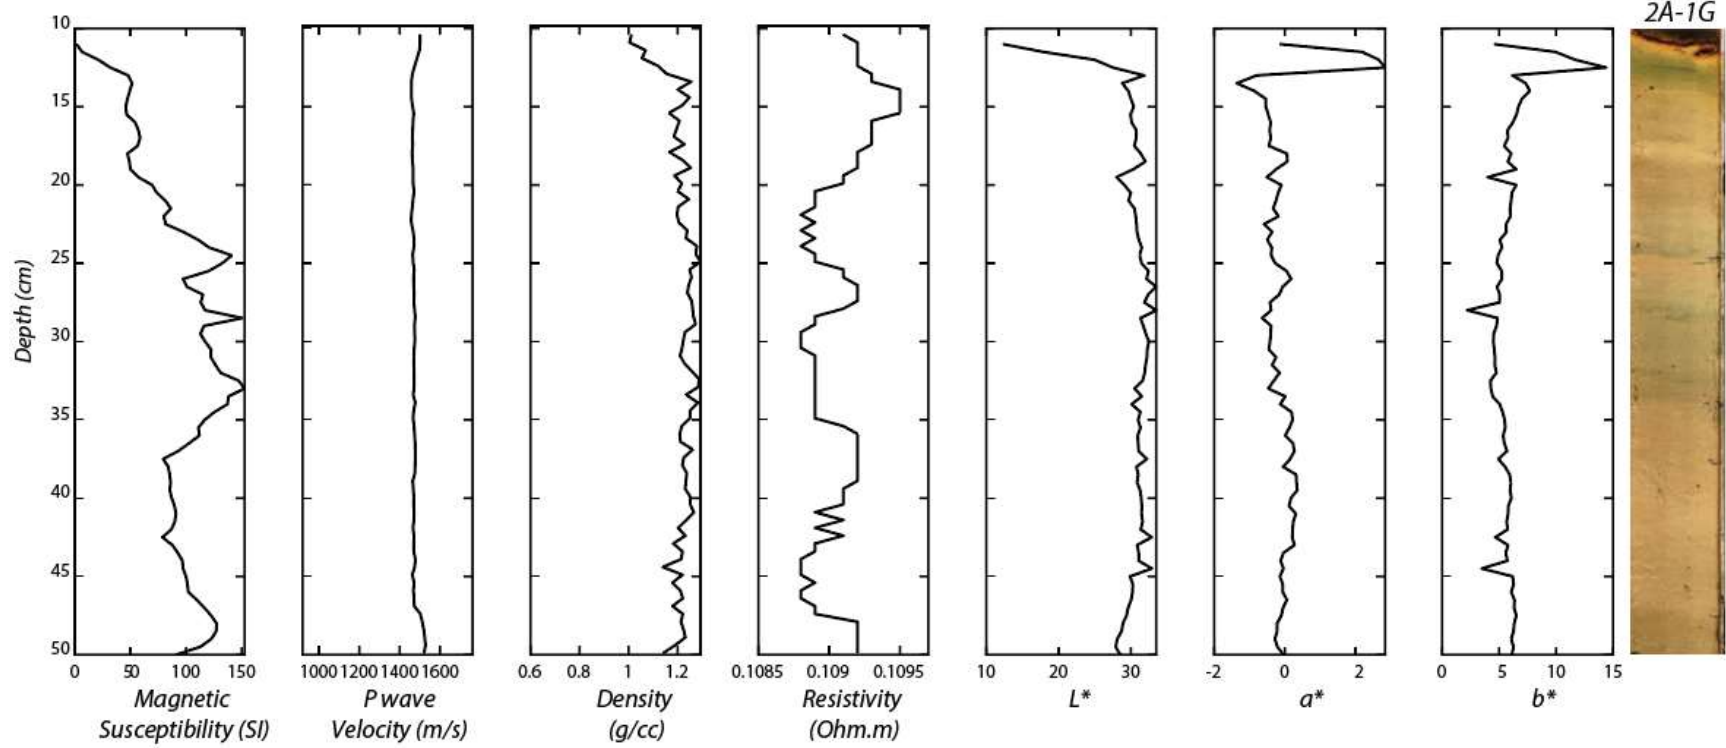 2A-1G
10
15
20
25
30
35
40
45
50
Depth (cm)
0 50 100 150
1000 1200 1400 1600
0.6 0.8 1 1.2
0.1085 0.109 0.1095
10 20 30
-2 0 2
0 5 10 15
Magnetic
Susceptibility (SI)
P wave
Velocity (m/s)
Density
(g/cc)
Resistivity
(Ohm.m)
L*
a*
b*